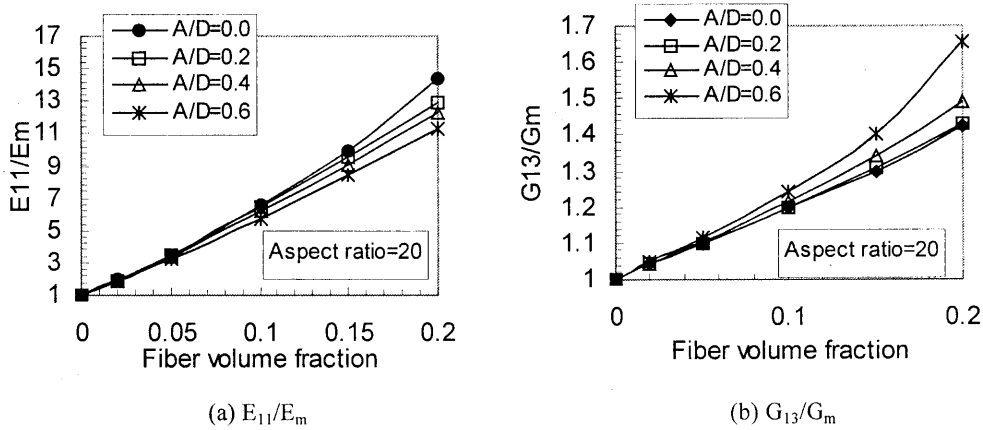 A/D=0.0
A/D=0.2
A/D=0.4
A/D=0.6
17
15
13
11
9
7
5
3
1
E11/Em
Aspect ratio=20
0
0.05
0.1
0.15
0.2
Fiber volume fraction
(a) E11/Em
A/D=0.0
A/D=0.2
A/D=0.4
A/D=0.6
1.7
1.6
1.5
1.4
1.3
1.2
1.1
1
G13/Gm
Aspect ratio=20
0
0.1
0.2
Fiber volume fraction
(b) G13/Gm